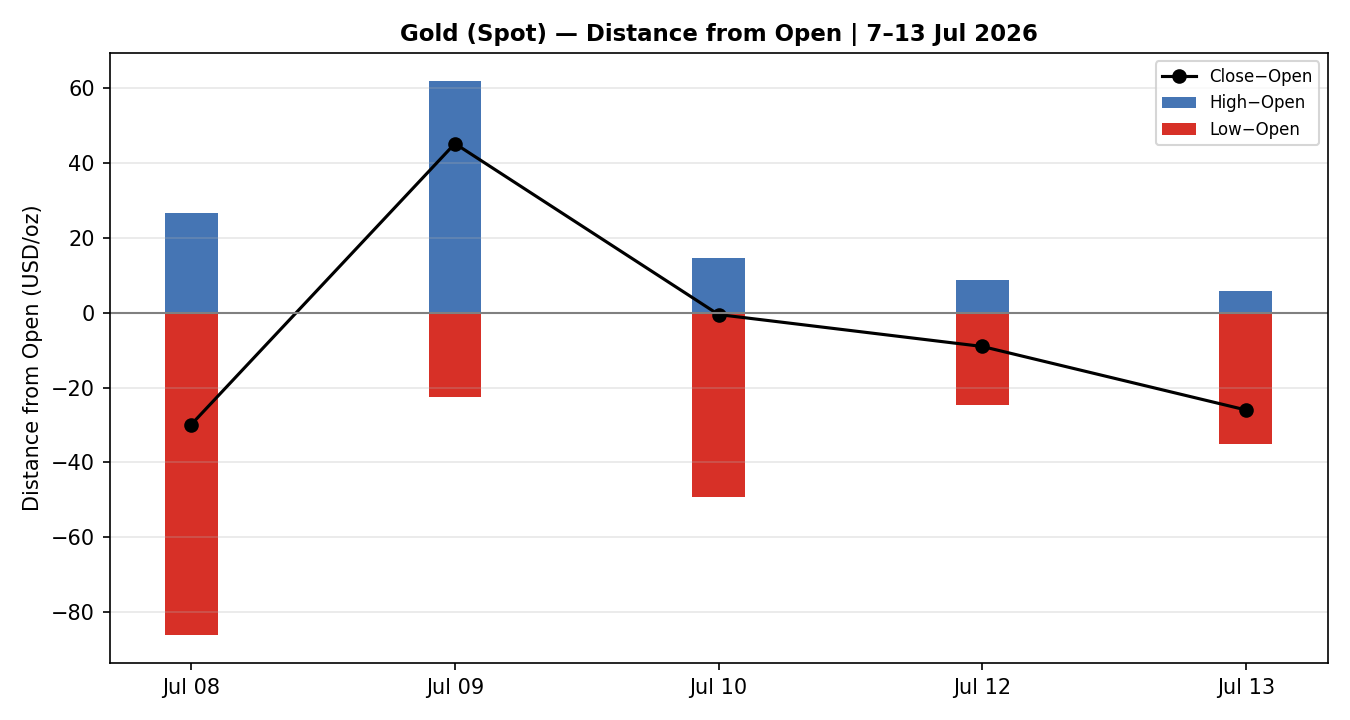 Gold (Spot) — Distance from Open | 7–13 Jul 2026
Close−Open
High−Open
Low−Open
Distance from Open (USD/oz)
60
40
20
0
−20
−40
−60
−80
Jul 08
Jul 09
Jul 10
Jul 12
Jul 13